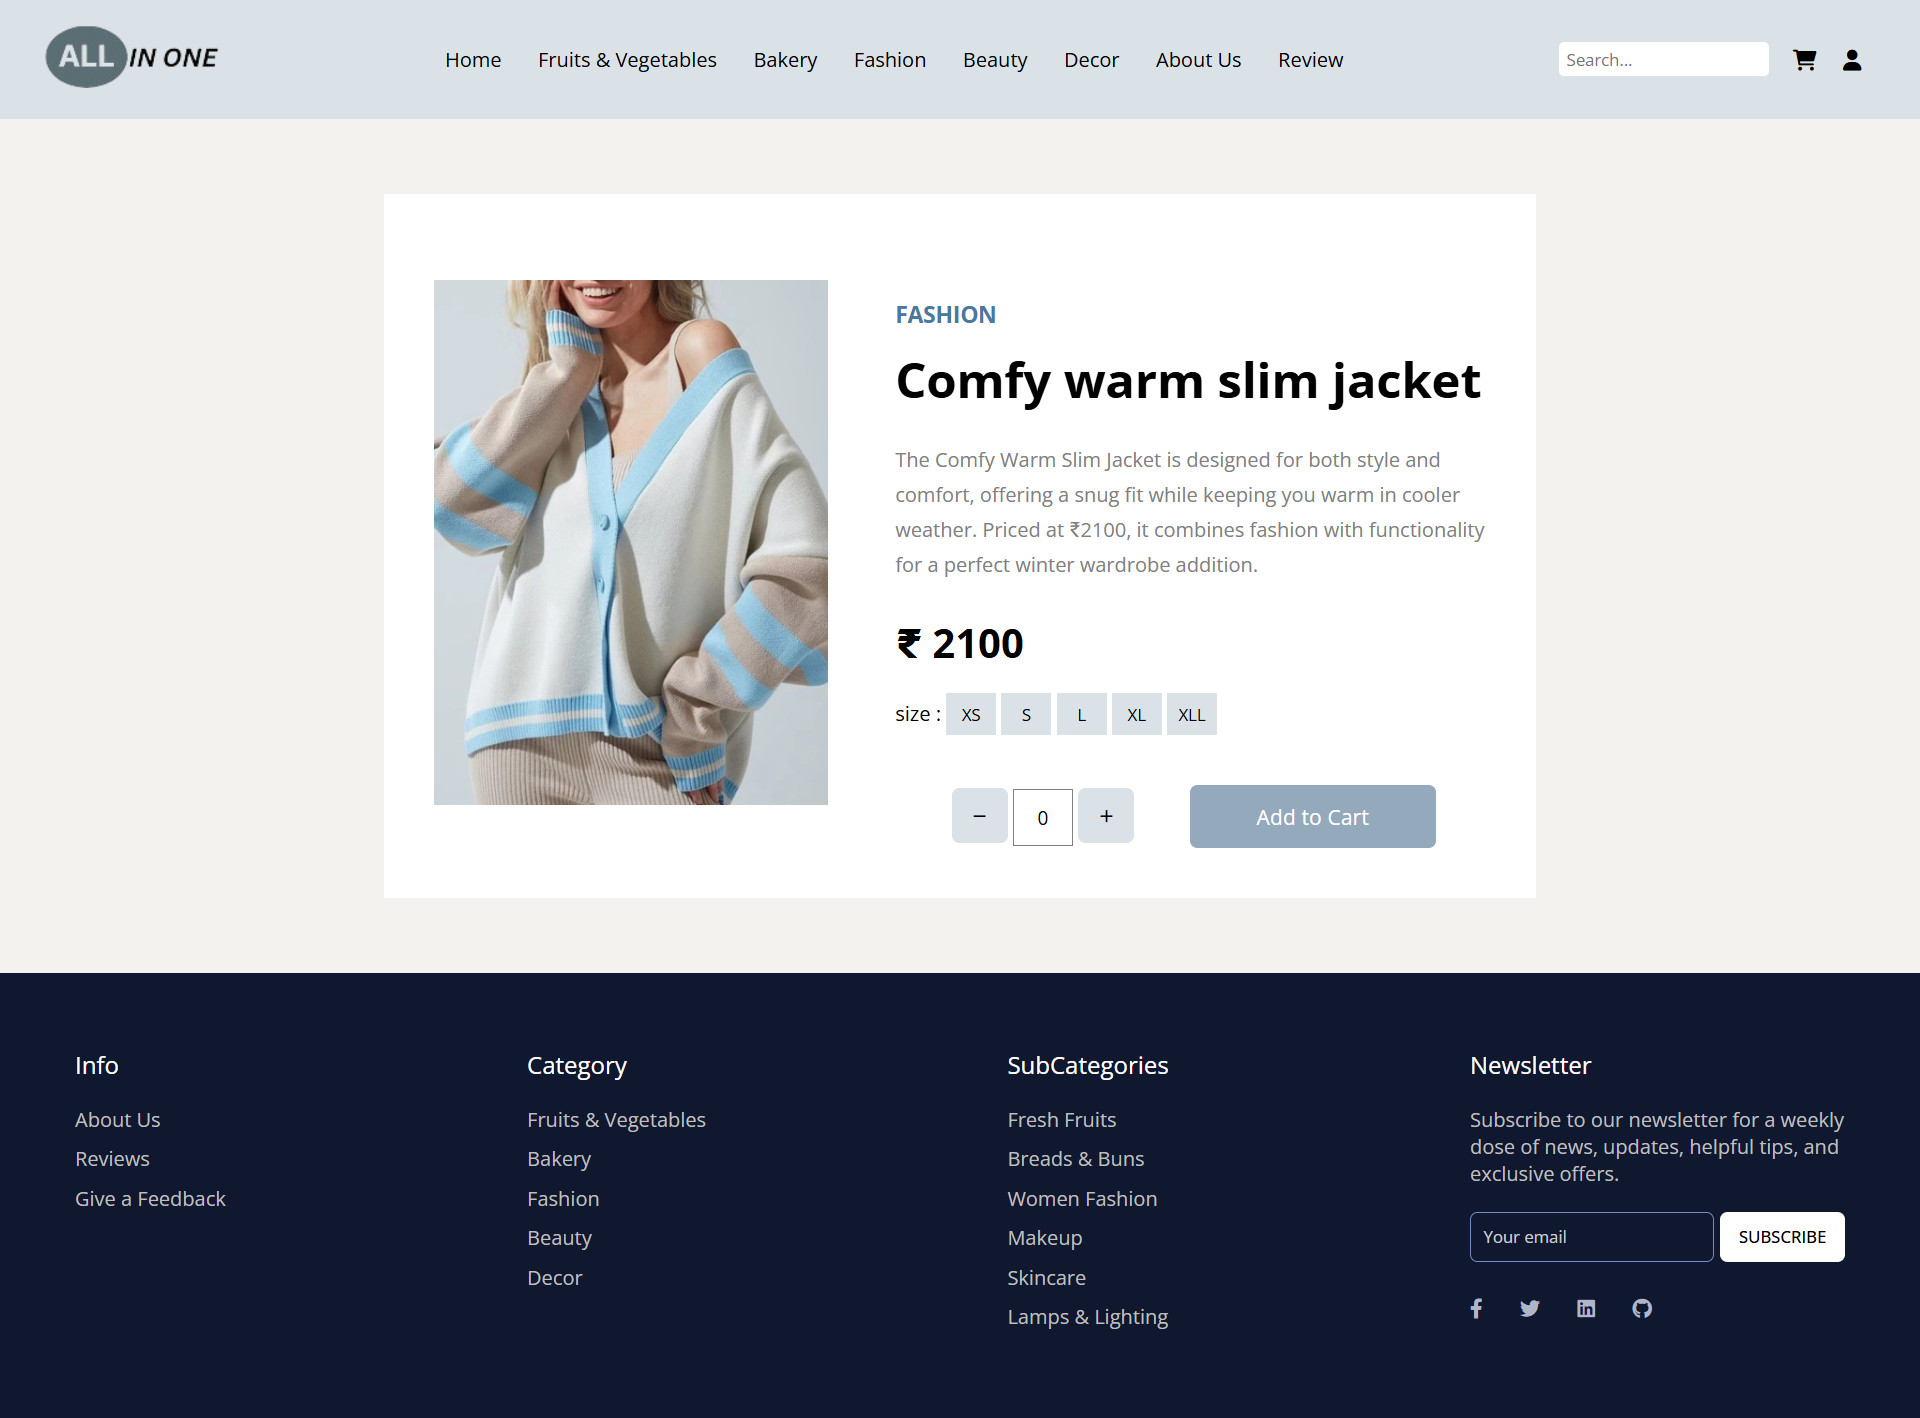 ALL IN ONE
Home Fruits & Vegetables Bakery Fashion Beauty Decor About Us Review
Search...
FASHION
Comfy warm slim jacket
The Comfy Warm Slim Jacket is designed for both style and
comfort, offering a snug fit while keeping you warm in cooler
weather. Priced at ₹2100, it combines fashion with functionality
for a perfect winter wardrobe addition.
₹ 2100
size : XS S L XL XLL
− 0 + Add to Cart
Info
About Us
Reviews
Give a Feedback
Category
Fruits & Vegetables
Bakery
Fashion
Beauty
Decor
SubCategories
Fresh Fruits
Breads & Buns
Women Fashion
Makeup
Skincare
Lamps & Lighting
Newsletter
Subscribe to our newsletter for a weekly
dose of news, updates, helpful tips, and
exclusive offers.
Your email SUBSCRIBE